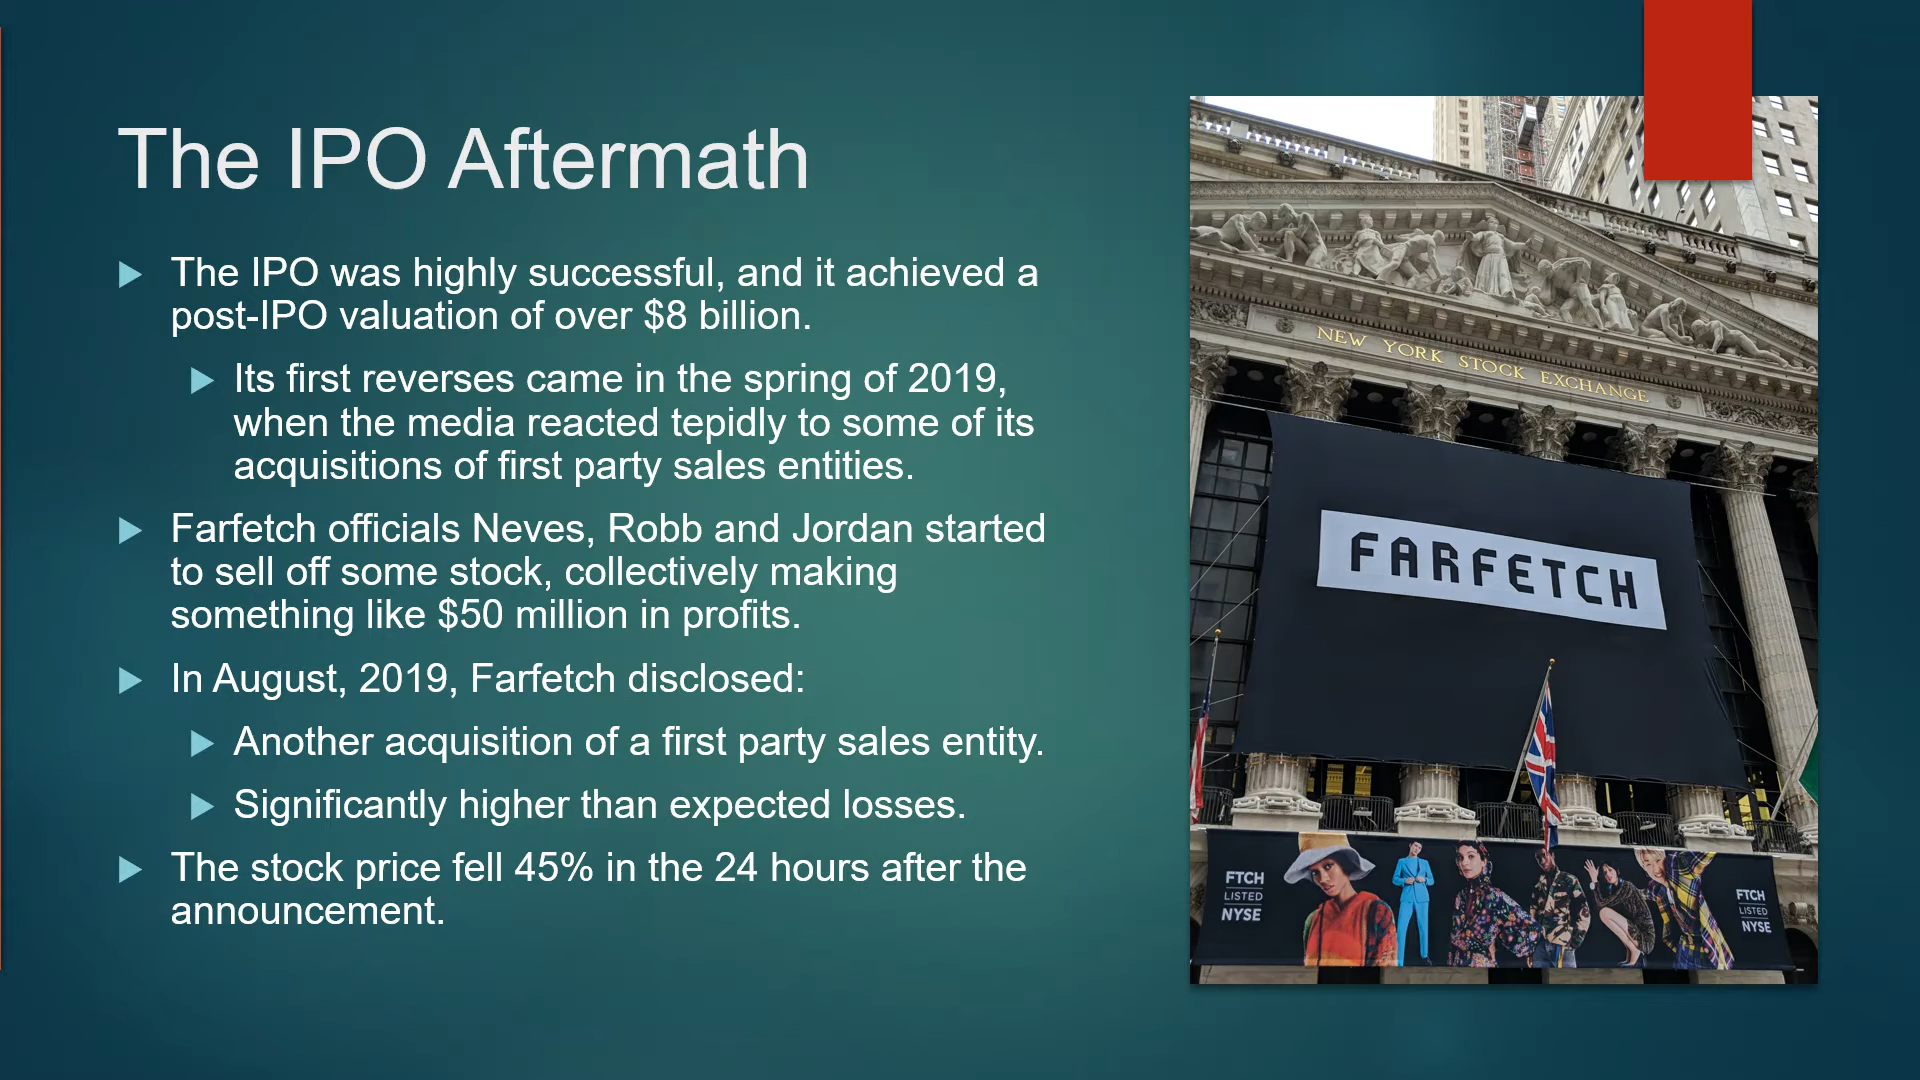 The IPO Aftermath
The IPO was highly successful, and it achieved a
post-IPO valuation of over $8 billion.
Its first reverses came in the spring of 2019,
when the media reacted tepidly to some of its
acquisitions of first party sales entities.
Farfetch officials Neves, Robb and Jordan started
to sell off some stock, collectively making
something like $50 million in profits.
In August, 2019, Farfetch disclosed:
Another acquisition of a first party sales entity.
Significantly higher than expected losses.
The stock price fell 45% in the 24 hours after the
announcement.
NEW YORK STOCK EXCHANGE
FARFETCH
FTCH
LISTED
NYSE
FTCH
LISTED
NYSE